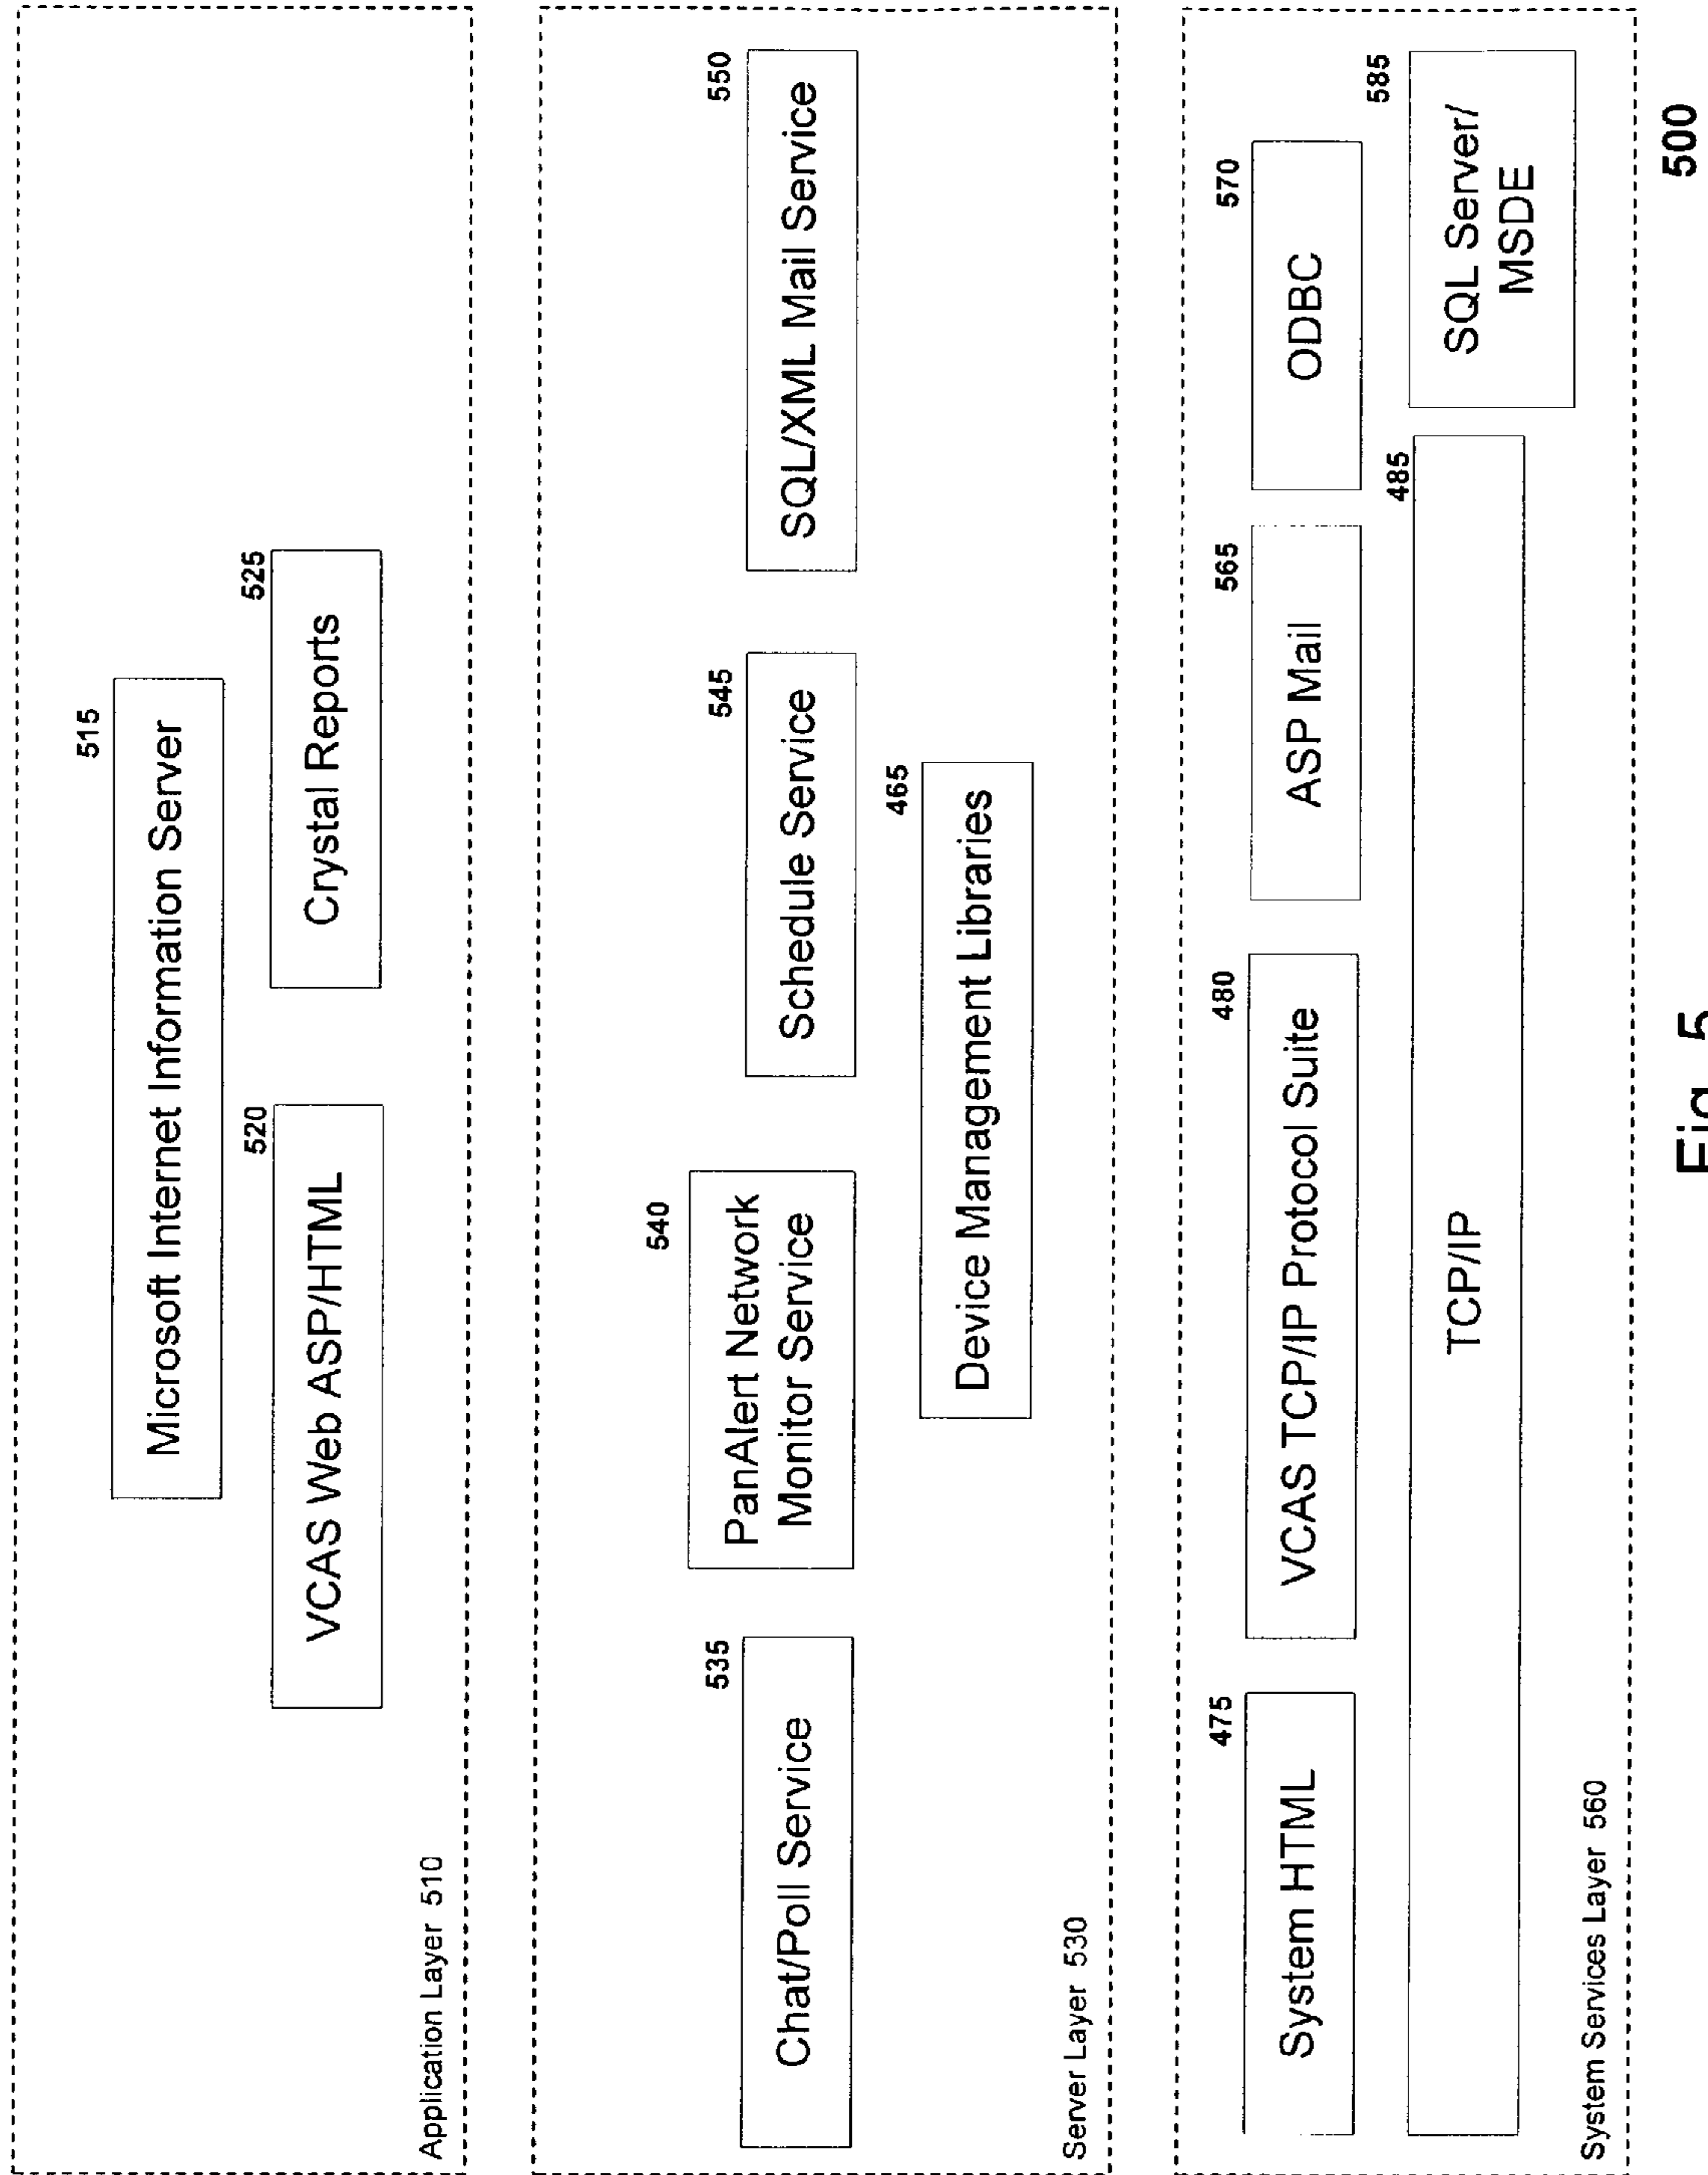 515
Microsoft Internet Information Server
520
VCAS Web ASP/HTML
525
Crystal Reports
Application Layer 510
535
Chat/Poll Service
540
PanAlert Network
Monitor Service
545
Schedule Service
550
SQL/XML Mail Service
465
Device Management Libraries
Server Layer 530
475
System HTML
480
VCAS TCP/IP Protocol Suite
565
ASP Mail
570
ODBC
485
TCP/IP
585
SQL Server/
MSDE
System Services Layer 560
Fig. 5
500